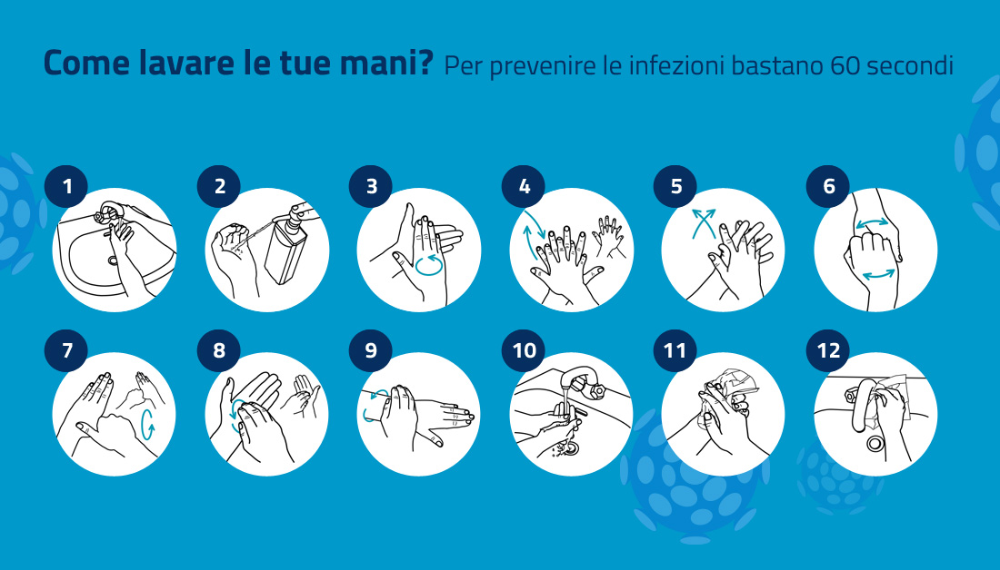 Come lavare le tue mani? Per prevenire le infezioni bastano 60 secondi
1 2 3 4 5 6
7 8 9 10 11 12